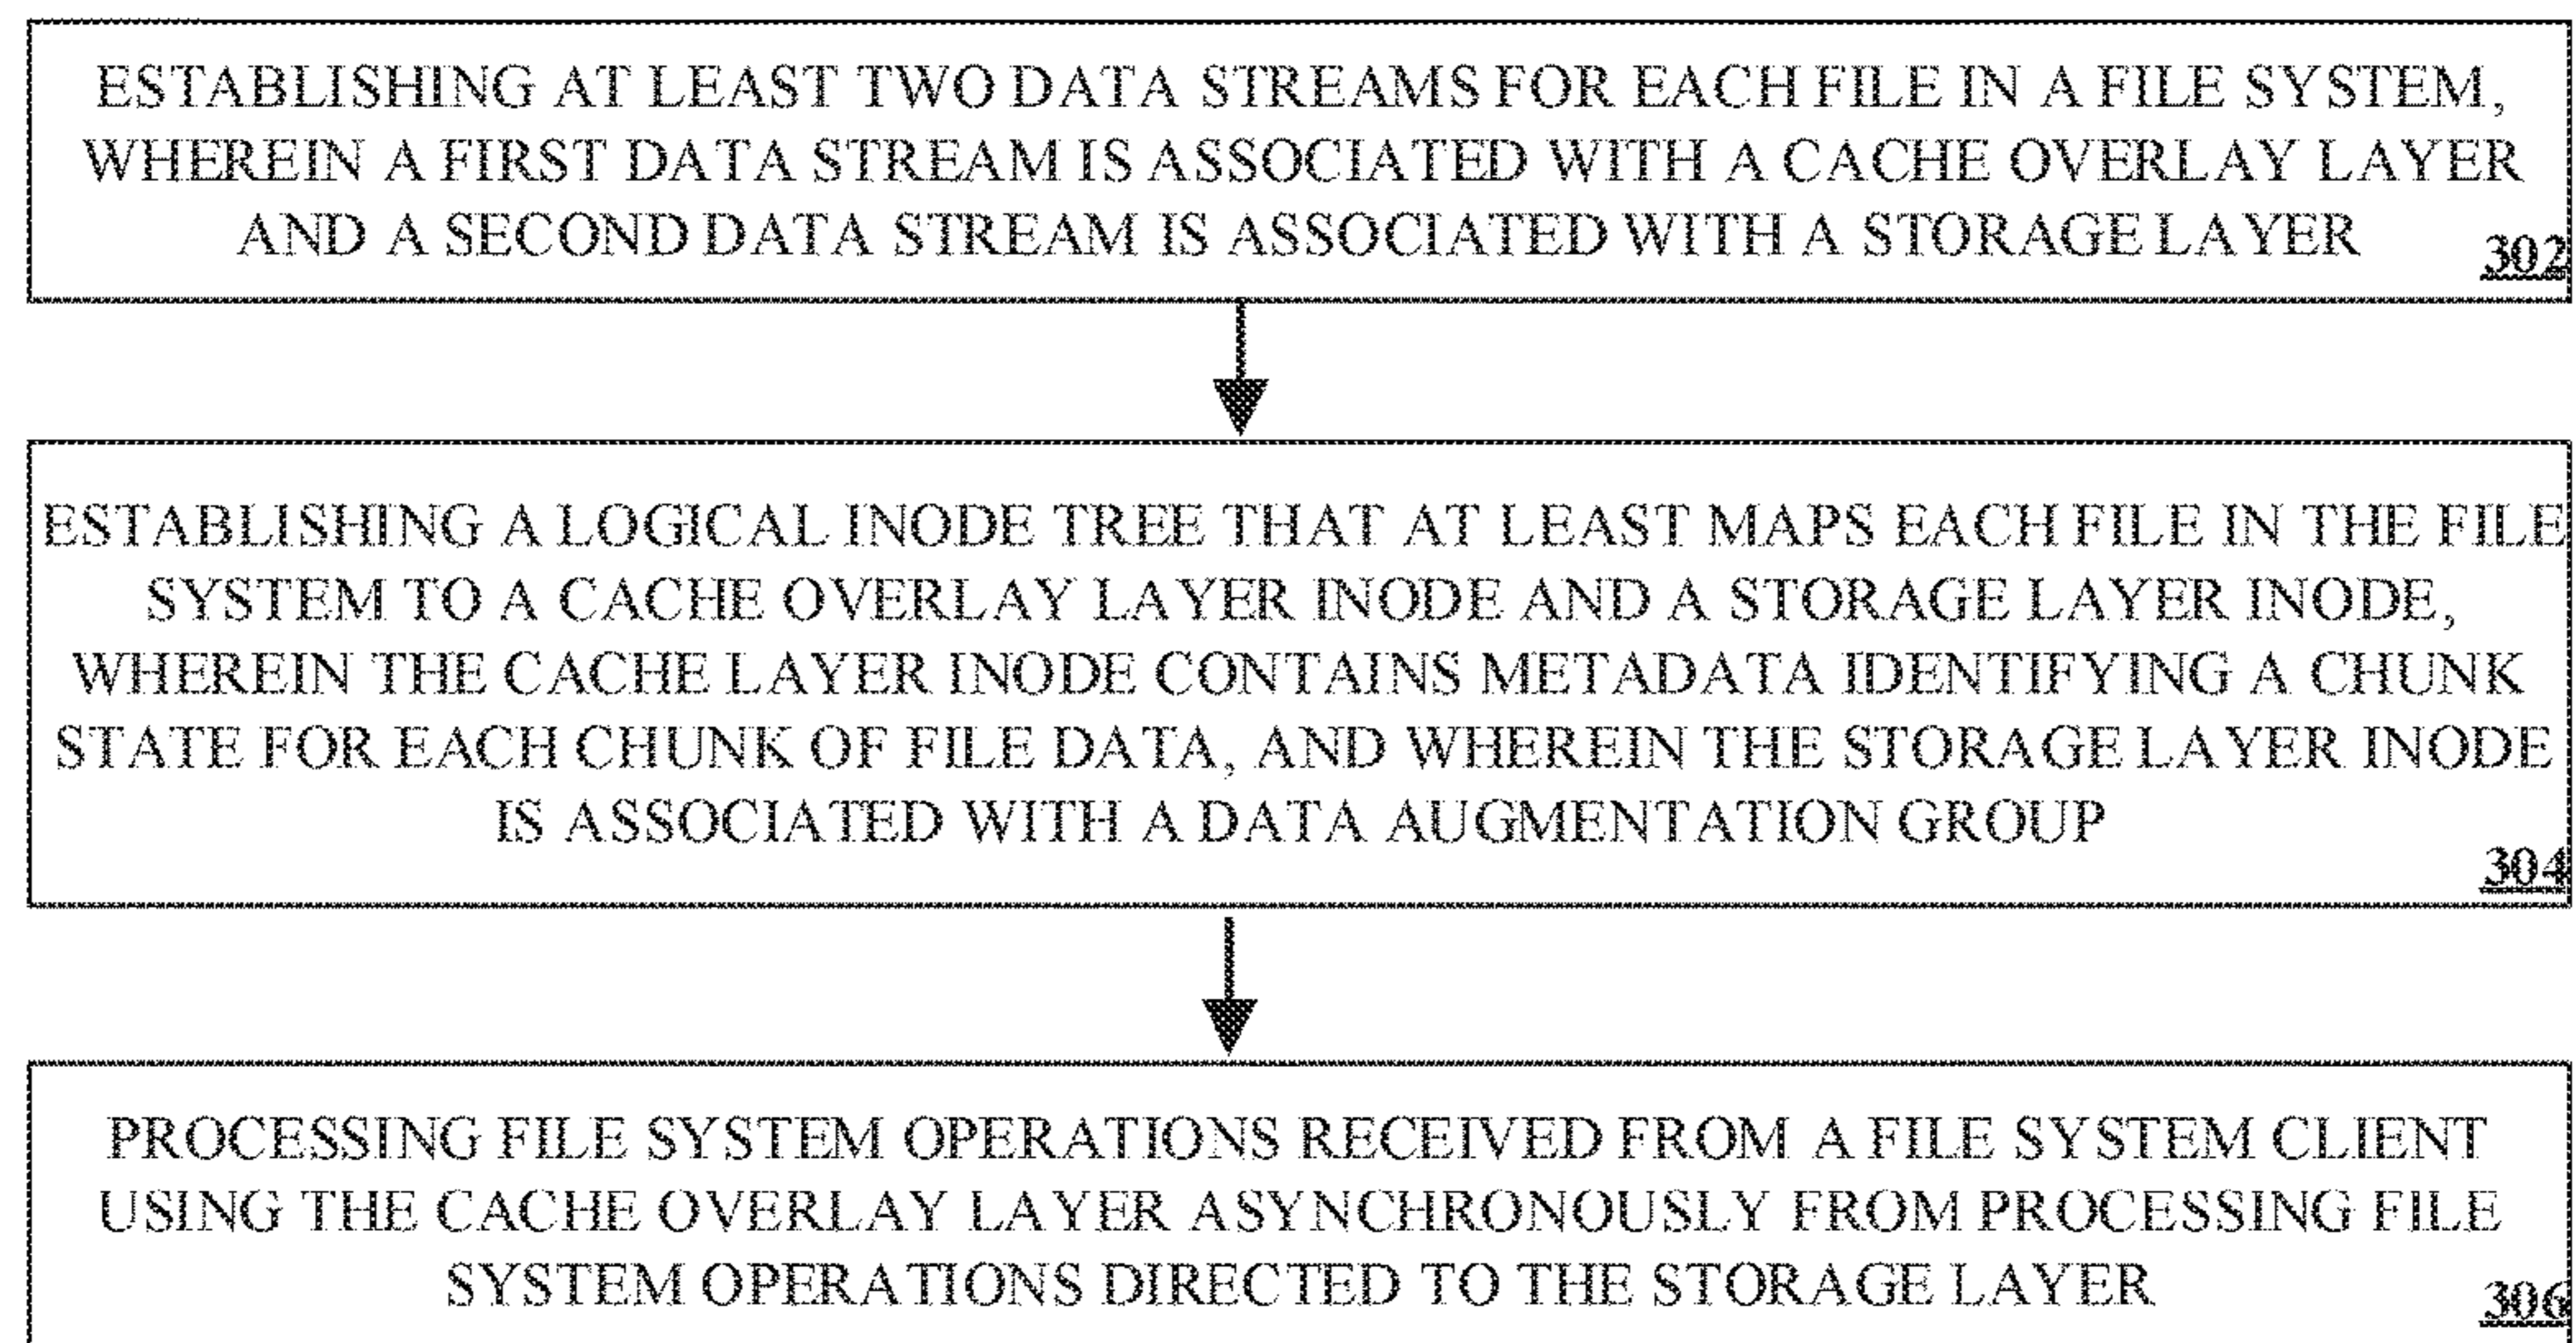 ESTABLISHING AT LEAST TWO DATA STREAMS FOR EACH FILE IN A FILE SYSTEM,
WHEREIN A FIRST DATA STREAM IS ASSOCIATED WITH A CACHE OVERLAY LAYER
AND A SECOND DATA STREAM IS ASSOCIATED WITH A STORAGE LAYER
302
ESTABLISHING A LOGICAL INODE TREE THAT AT LEAST MAPS EACH FILE IN THE FILE
SYSTEM TO A CACHE OVERLAY LAYER INODE AND A STORAGE LAYER INODE,
WHEREIN THE CACHE LAYER INODE CONTAINS METADATA IDENTIFYING A CHUNK
STATE FOR EACH CHUNK OF FILE DATA, AND WHEREIN THE STORAGE LAYER INODE
IS ASSOCIATED WITH A DATA AUGMENTATION GROUP
304
PROCESSING FILE SYSTEM OPERATIONS RECEIVED FROM A FILE SYSTEM CLIENT
USING THE CACHE OVERLAY LAYER ASYNCHRONOUSLY FROM PROCESSING FILE
SYSTEM OPERATIONS DIRECTED TO THE STORAGE LAYER
306